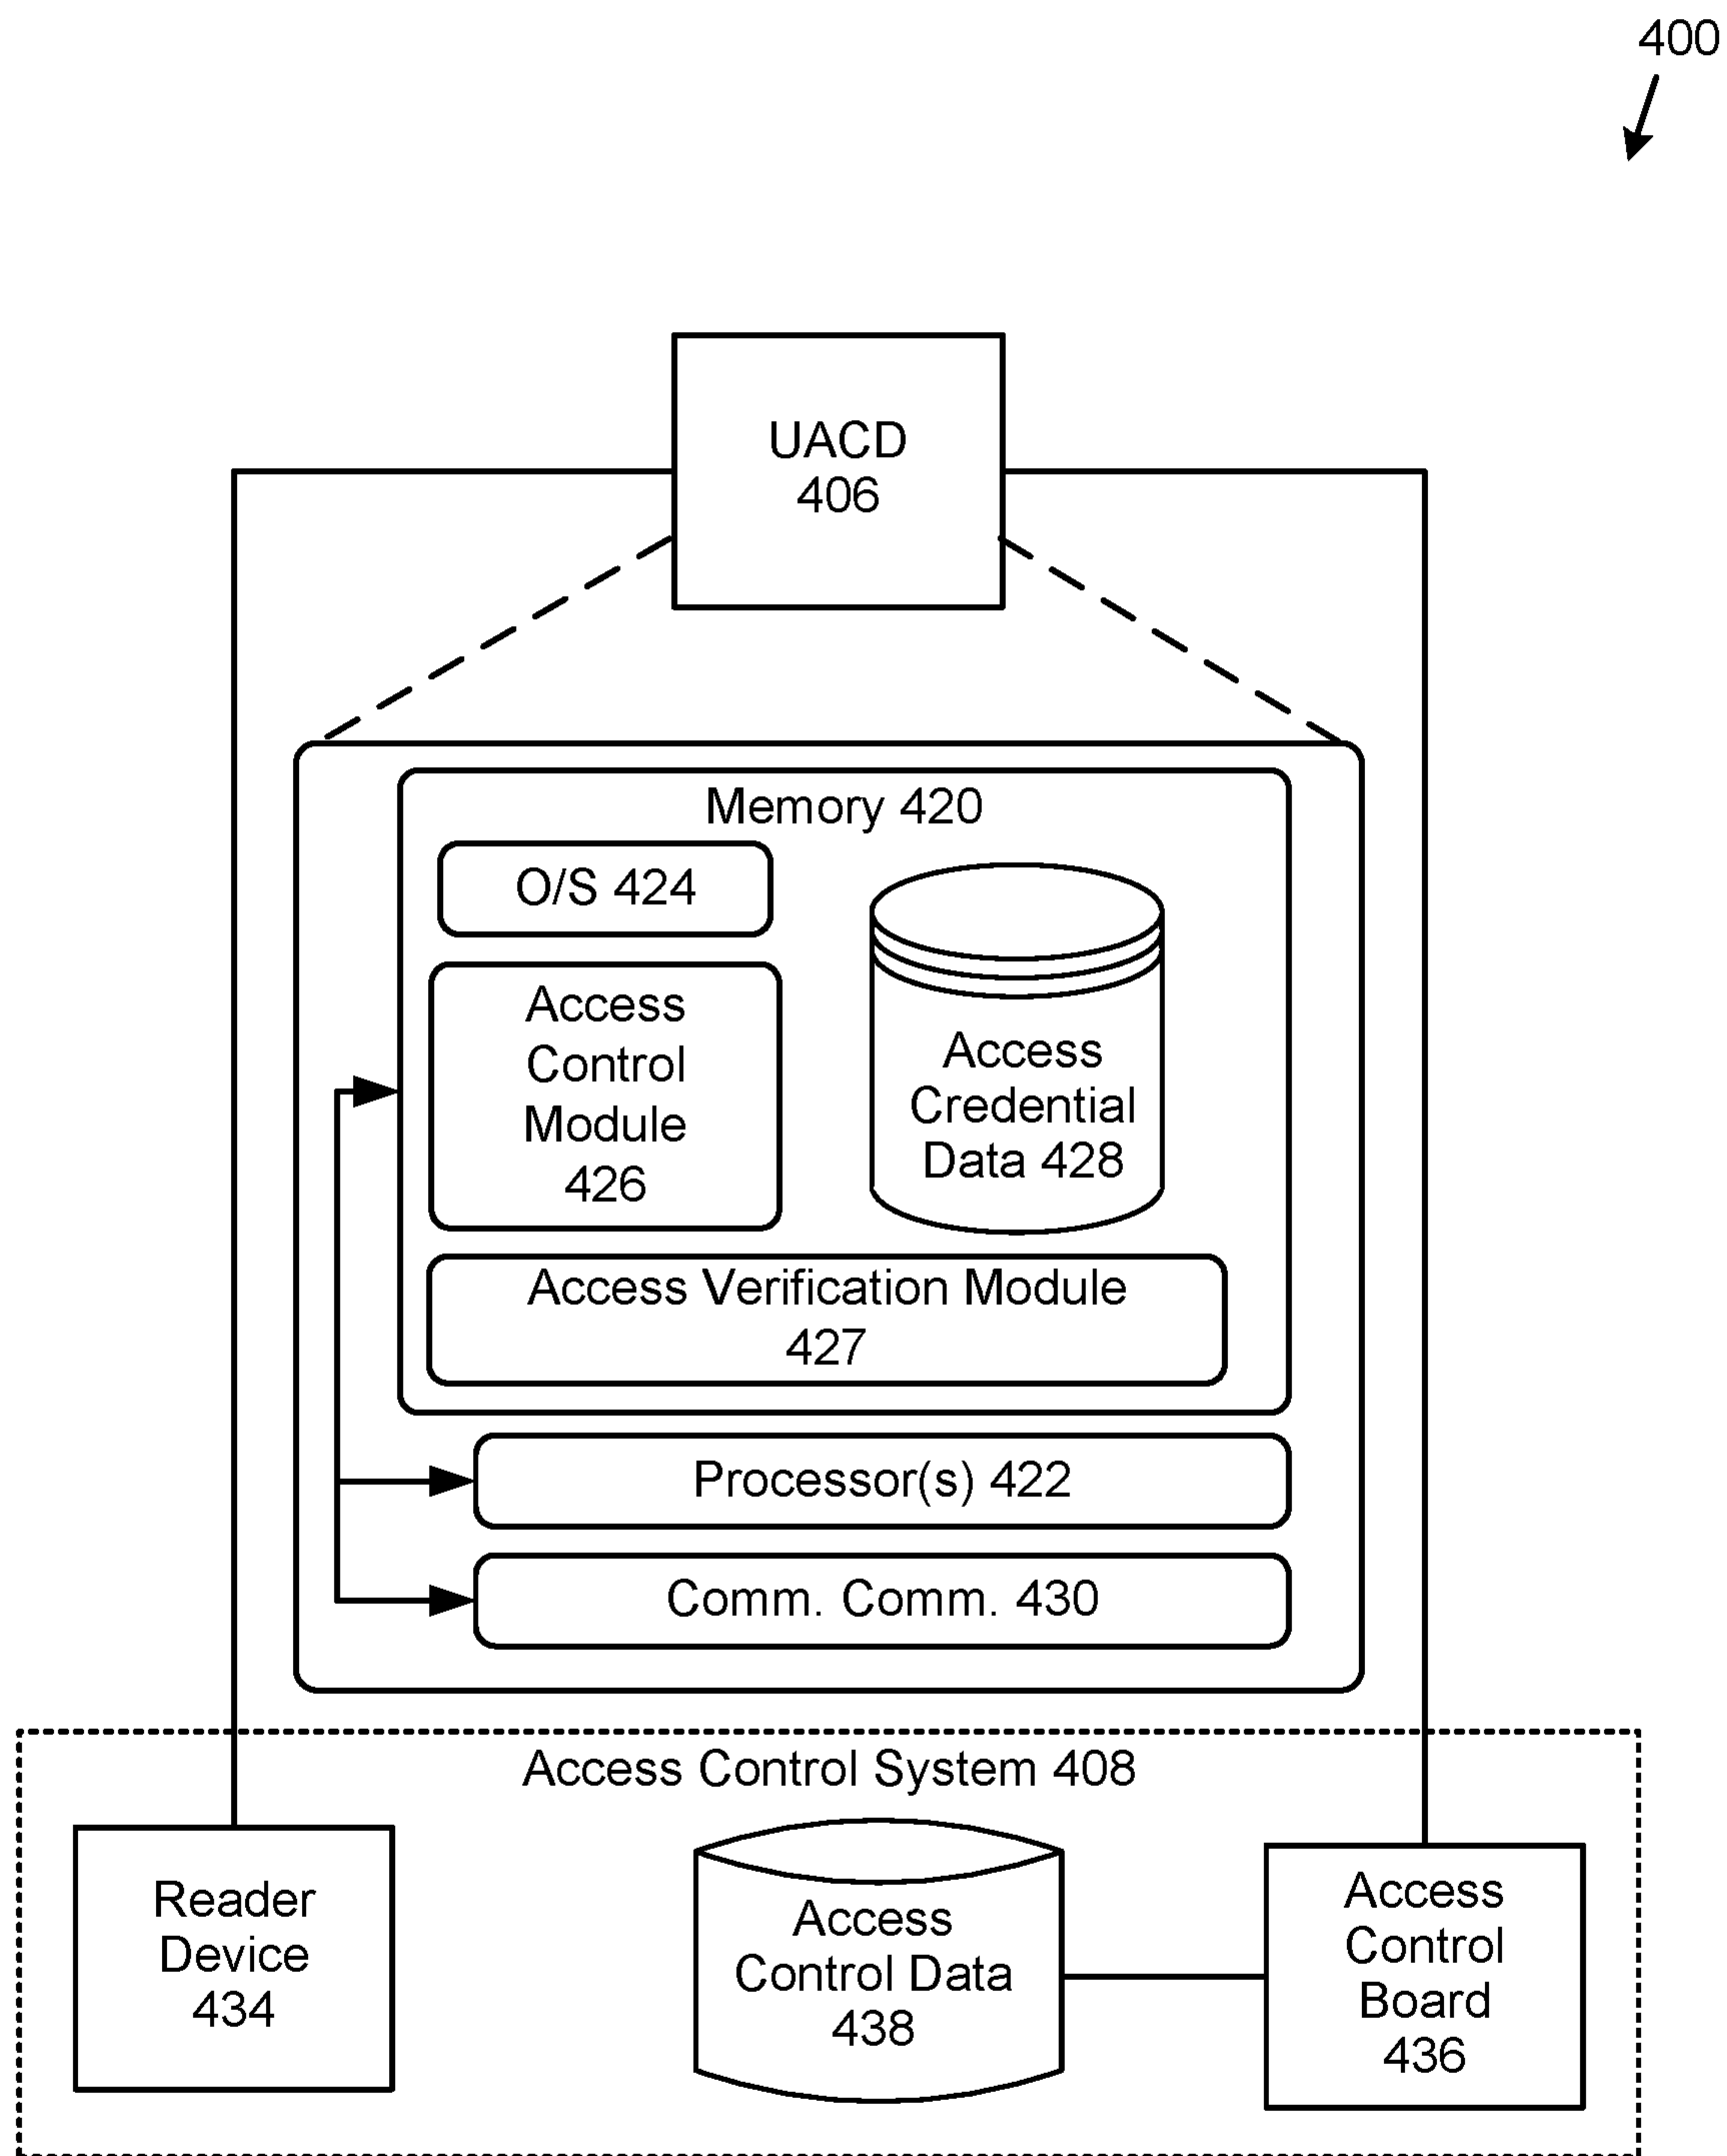 400
UACD
406
Memory 420
O/S 424
Access
Control
Module
426
Access
Credential
Data 428
Access Verification Module
427
Processor(s) 422
Comm. Comm. 430
Access Control System 408
Reader
Device
434
Access
Control Data
438
Access
Control
Board
436